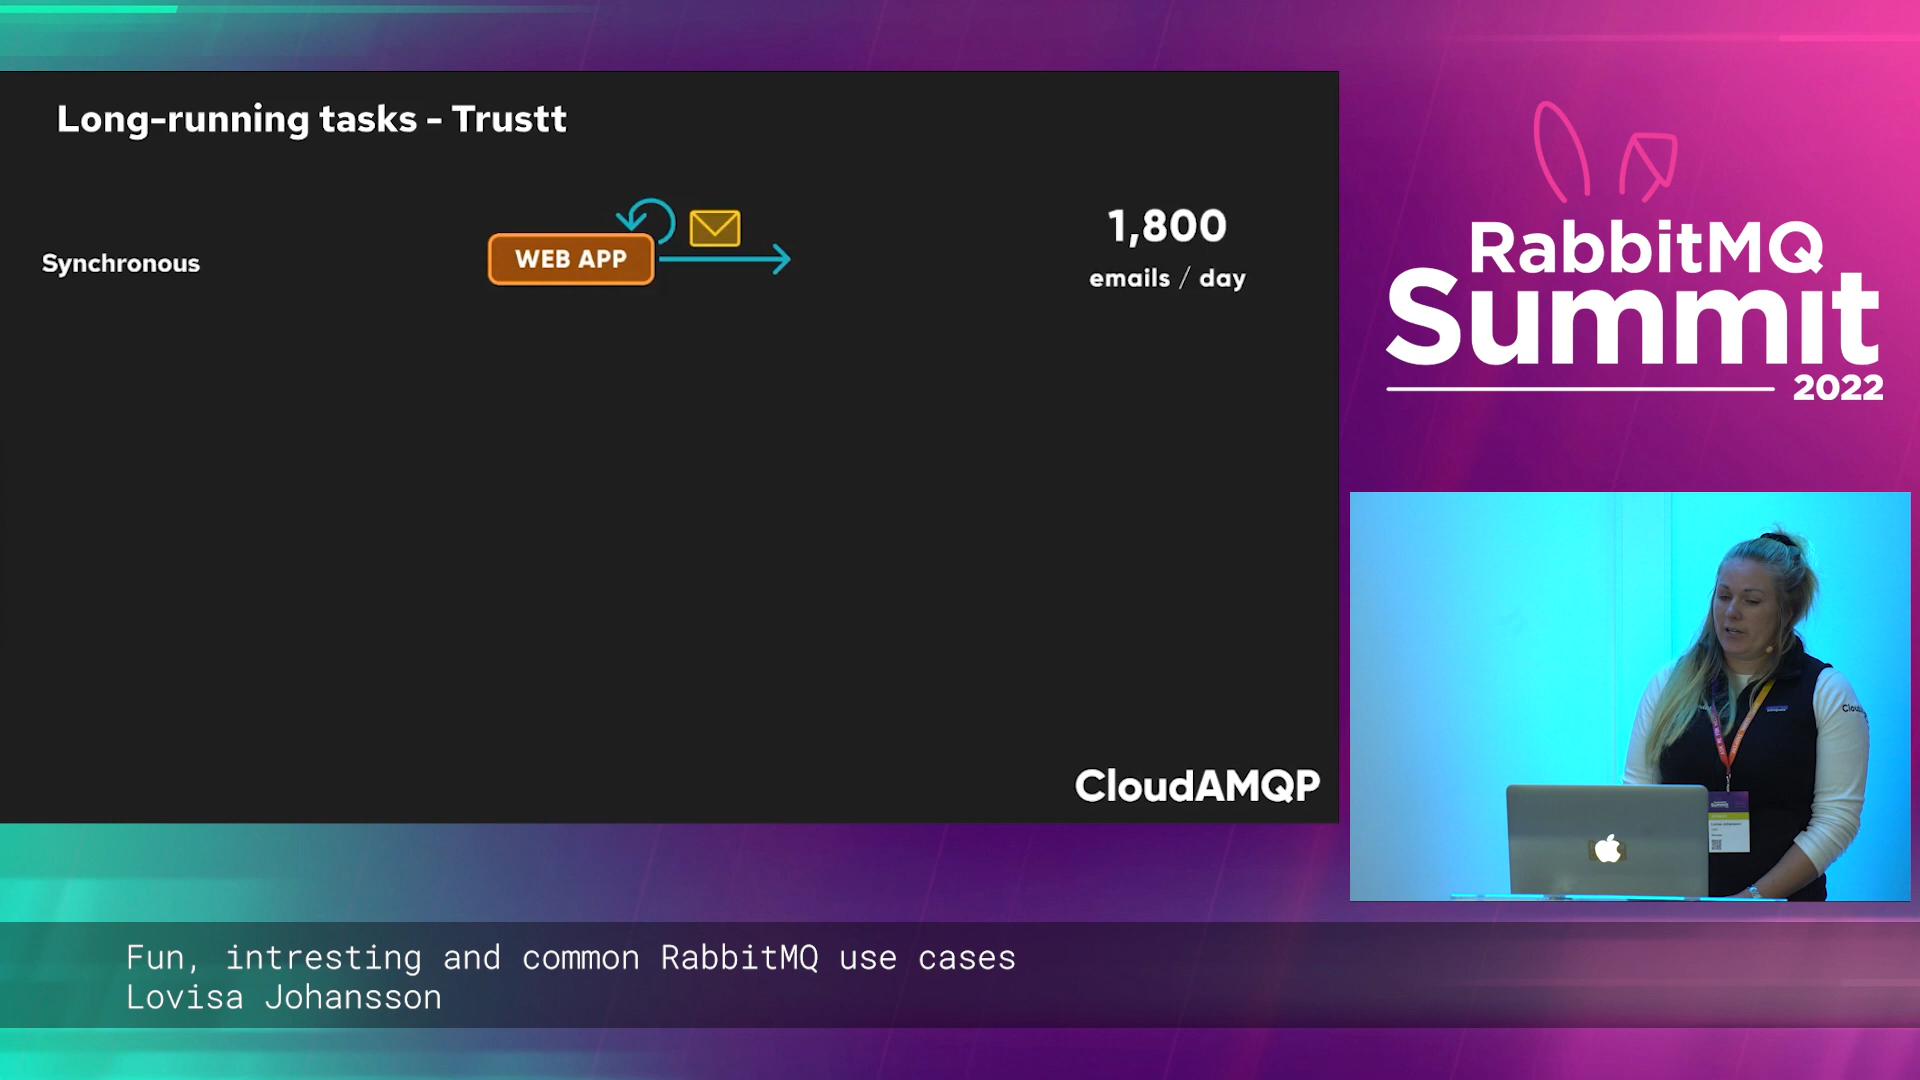 Long-running tasks - Trustt
Synchronous
WEB APP
1,800
emails / day
CloudAMQP
RabbitMQ
Summit
2022
Summit
Fun, intresting and common RabbitMQ use cases
Lovisa Johansson